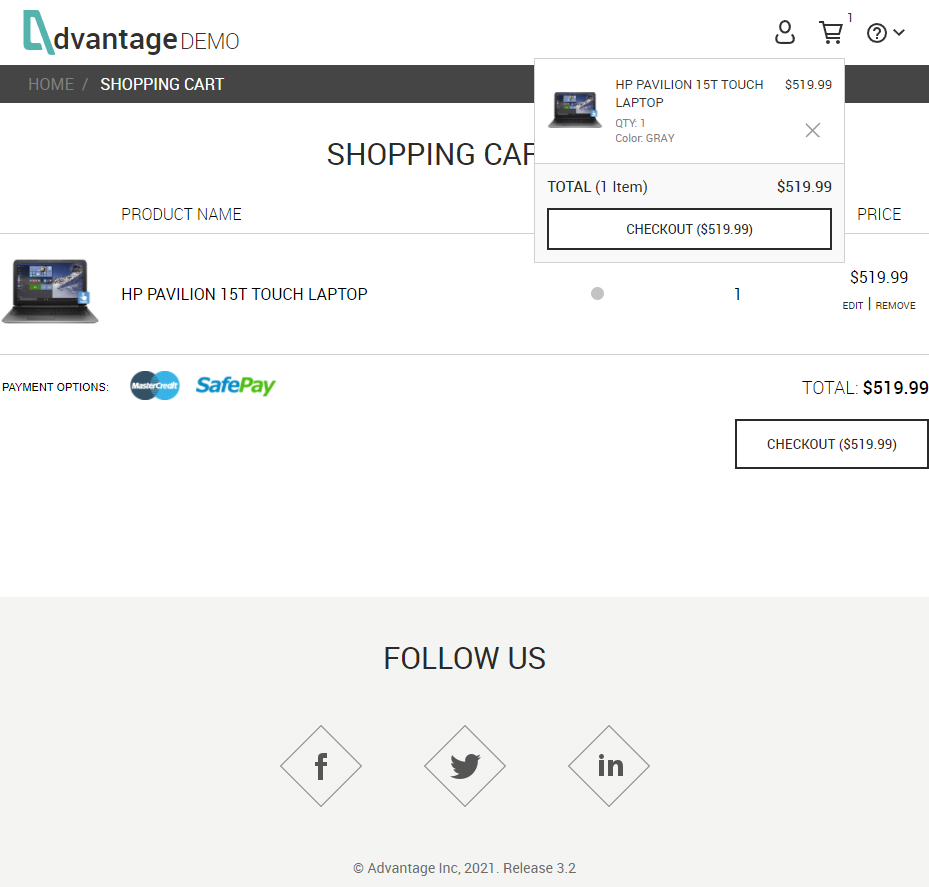 Advantage DEMO
1
HOME / SHOPPING CART
HP PAVILION 15T TOUCH LAPTOP $519.99
QTY: 1
Color: GRAY
TOTAL (1 Item) $519.99
CHECKOUT ($519.99)
SHOPPING CAR
PRODUCT NAME PRICE
HP PAVILION 15T TOUCH LAPTOP 1 $519.99
EDIT | REMOVE
PAYMENT OPTIONS: MasterCredit SafePay TOTAL: $519.99
CHECKOUT ($519.99)
FOLLOW US
f in
© Advantage Inc, 2021. Release 3.2